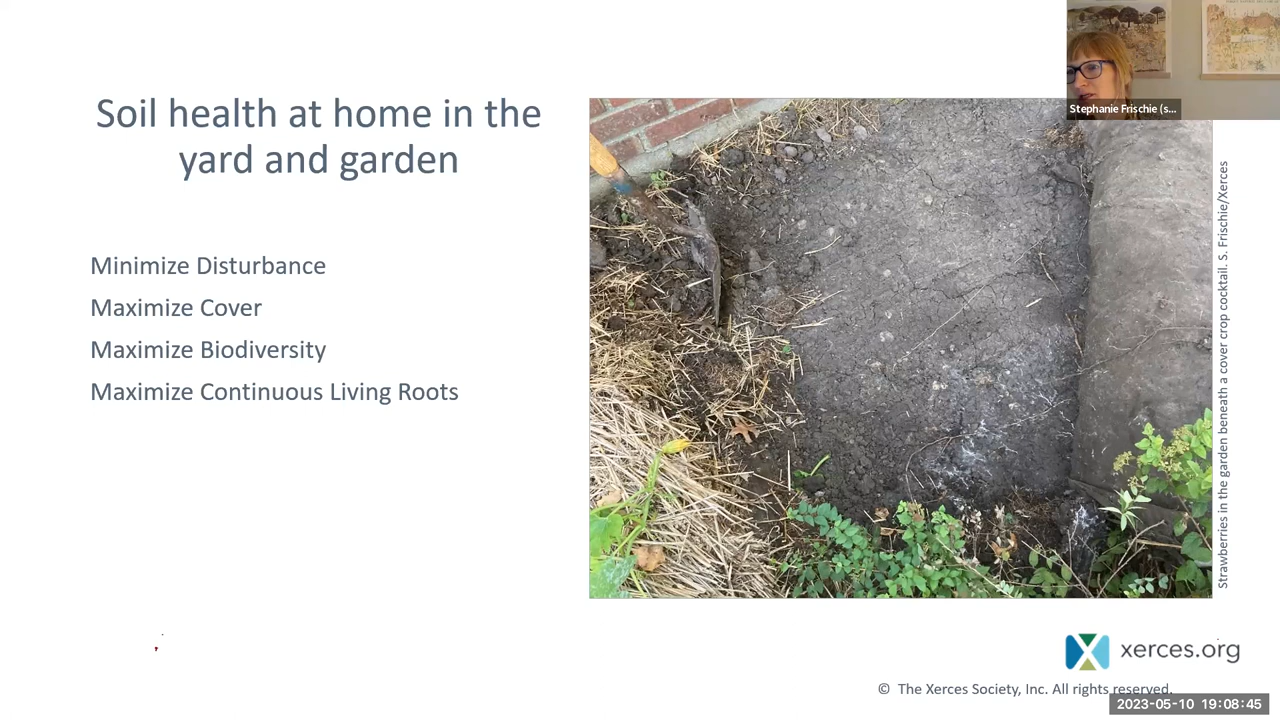 Soil health at home in the
yard and garden
Minimize Disturbance
Maximize Cover
Maximize Biodiversity
Maximize Continuous Living Roots
Stephanie Frischie (s...
Strawberries in the garden beneath a cover crop cocktail. S. Frischie/Xerces
xerces.org
© The Xerces Society, Inc. All rights reserved.
2023-05-10 19:08:45